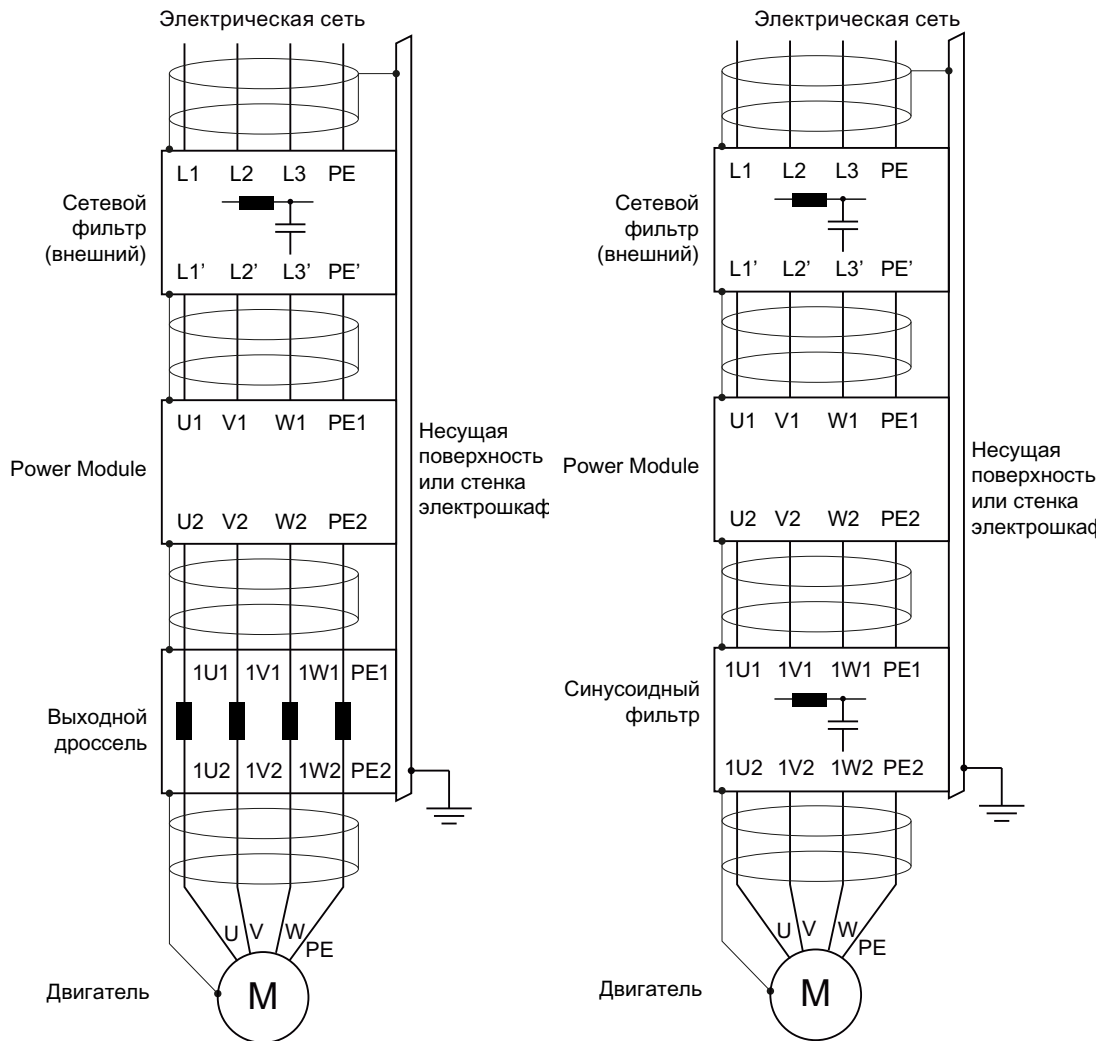 Электрическая сеть
L1 L2 L3 PE
Сетевой
фильтр
(внешний)
L1’ L2’ L3’ PE’
U1 V1 W1 PE1
Power Module
U2 V2 W2 PE2
Несущая
поверхность
или стенка
электрошкаф
1U1 1V1 1W1 PE1
Выходной
дроссель
1U2 1V2 1W2 PE2
U V W
PE
Двигатель
M
Электрическая сеть
L1 L2 L3 PE
Сетевой
фильтр
(внешний)
L1’ L2’ L3’ PE’
U1 V1 W1 PE1
Power Module
U2 V2 W2 PE2
Несущая
поверхность
или стенка
электрошкаф
1U1 1V1 1W1 PE1
Синусоидный
фильтр
1U2 1V2 1W2 PE2
U V W
PE
Двигатель
M